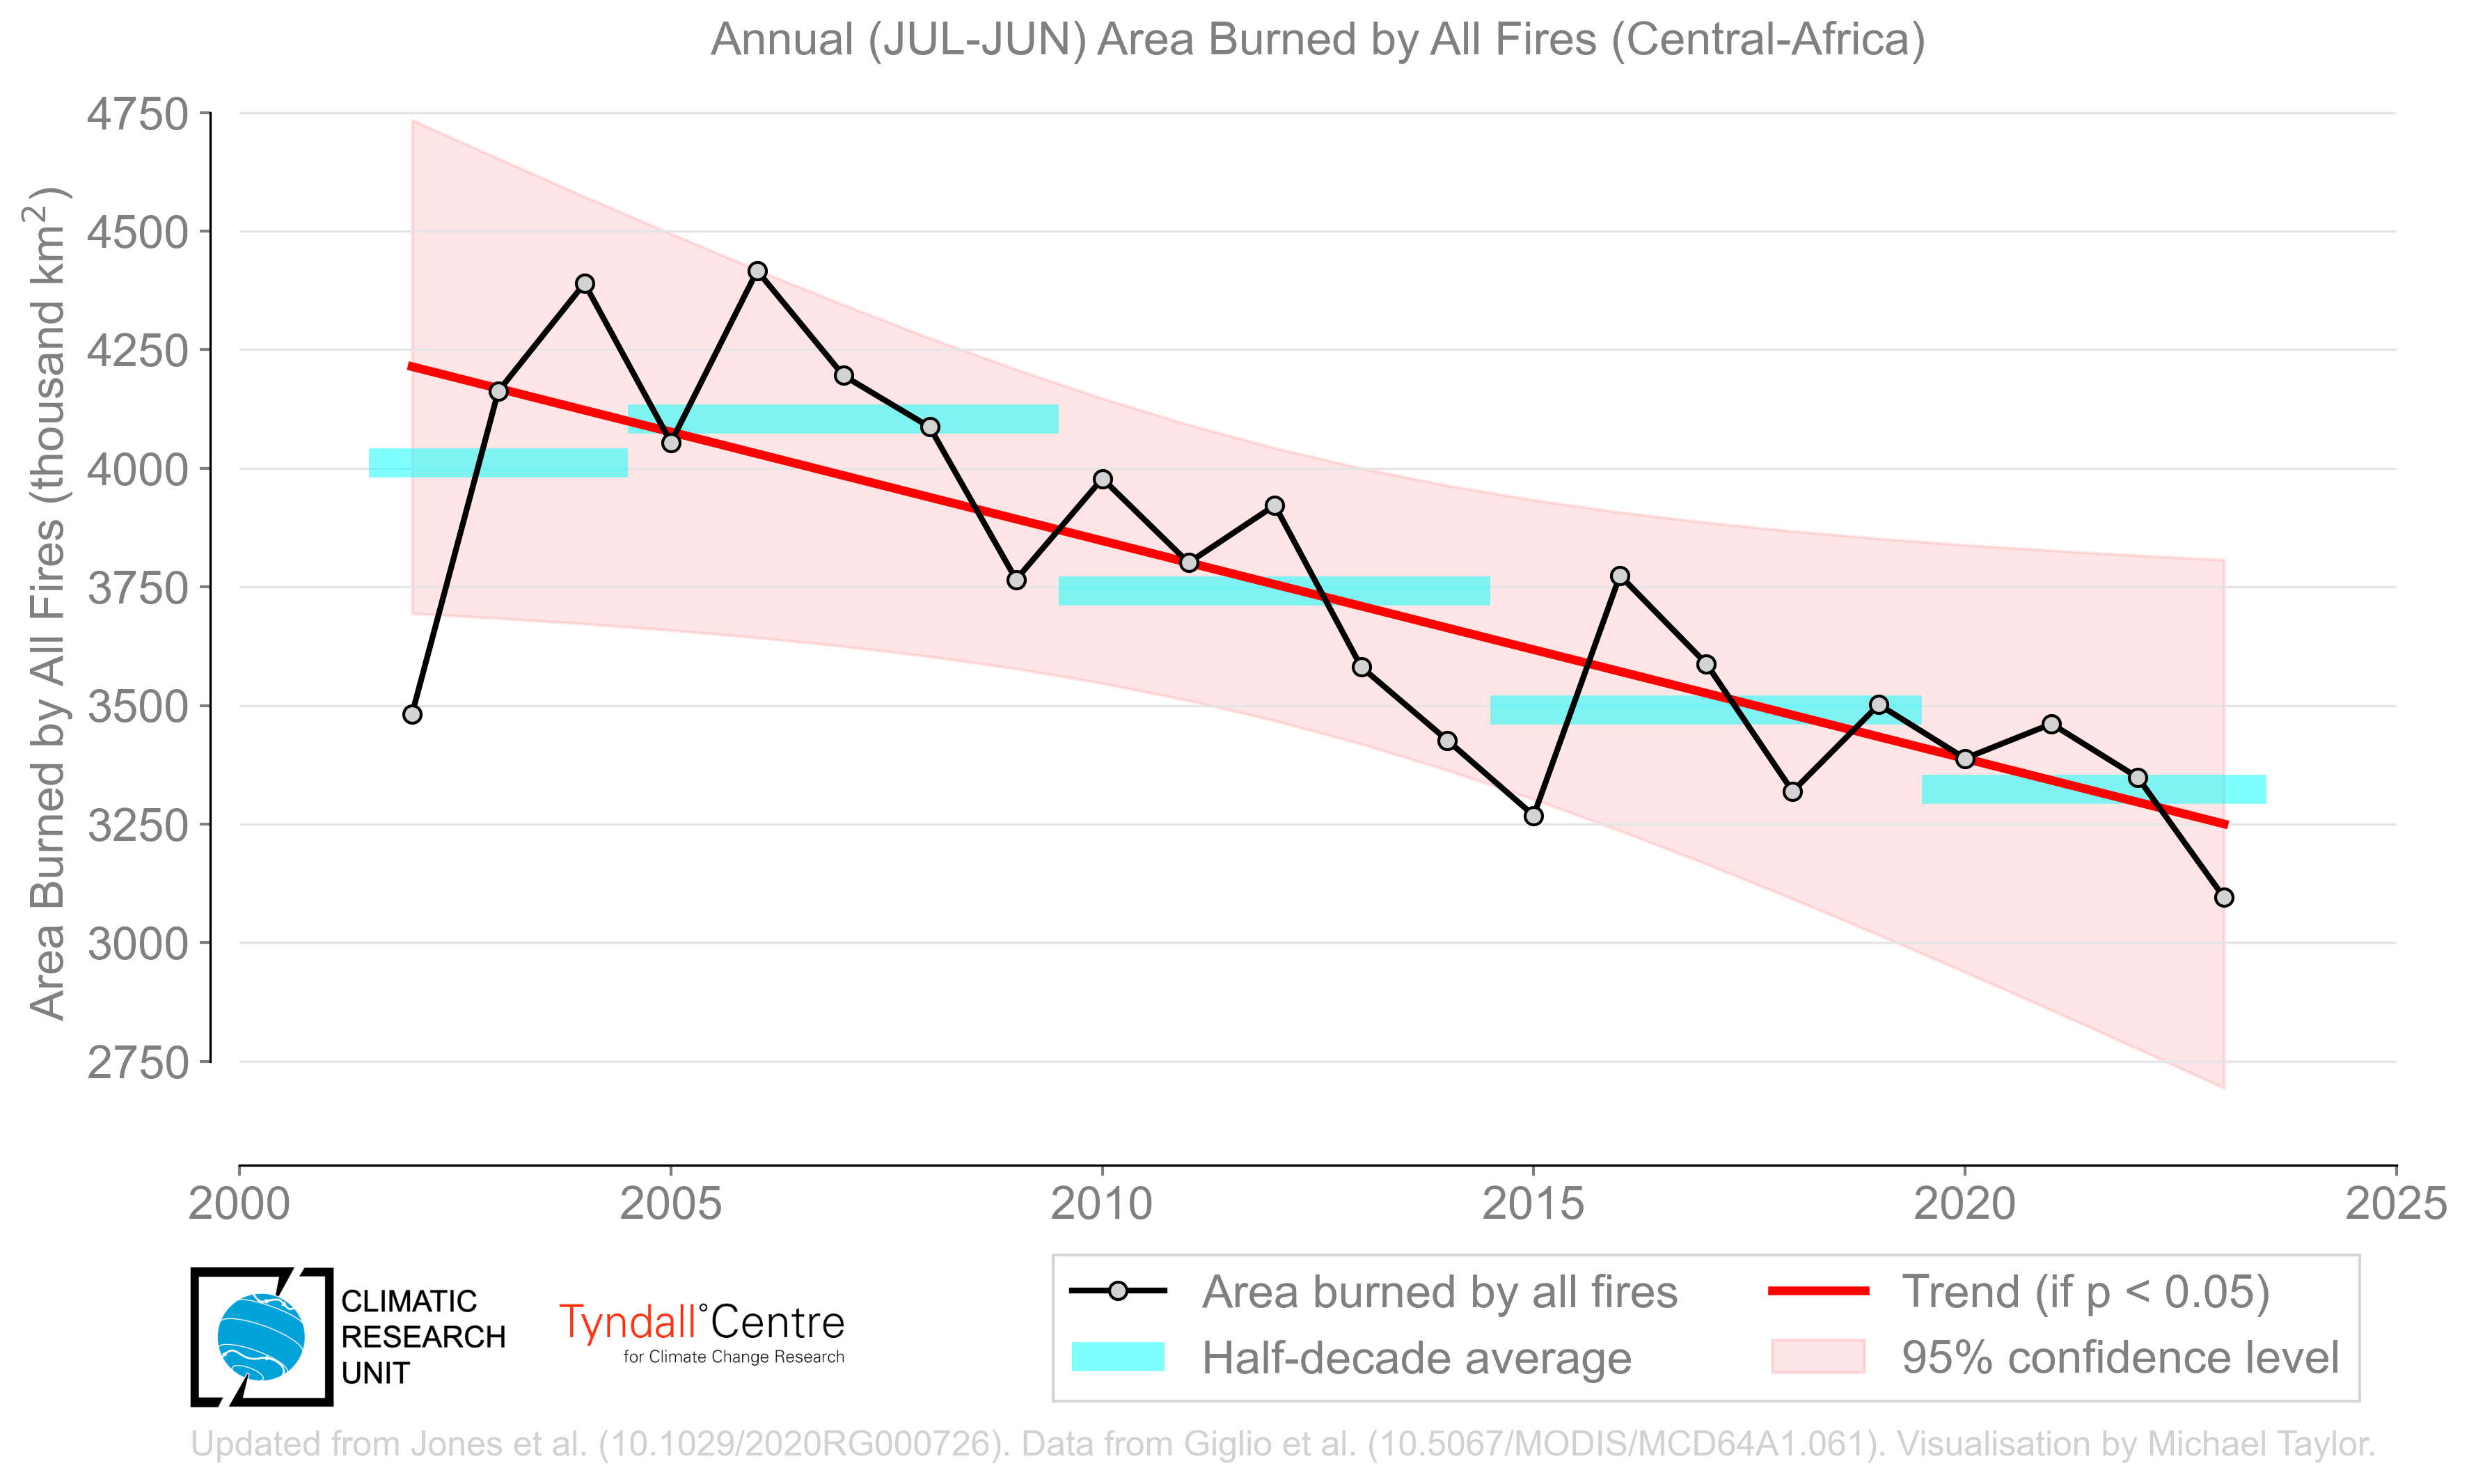 Annual (JUL-JUN) Area Burned by All Fires (Central-Africa)
Area Burned by All Fires (thousand km²)
4750
4500
4250
4000
3750
3500
3250
3000
2750
2000 2005 2010 2015 2020 2025
CLIMATIC
RESEARCH
UNIT
Tyndall°Centre
for Climate Change Research
Area burned by all fires
Half-decade average
Trend (if p < 0.05)
95% confidence level
Updated from Jones et al. (10.1029/2020RG000726). Data from Giglio et al. (10.5067/MODIS/MCD64A1.061). Visualisation by Michael Taylor.